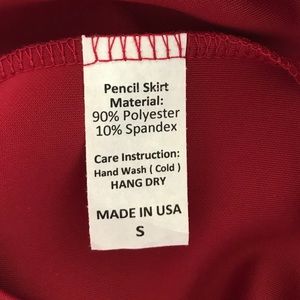 Pencil Skirt
Material:
90% Polyester
10% Spandex
Care Instruction:
Hand Wash ( Cold )
HANG DRY
MADE IN USA
S